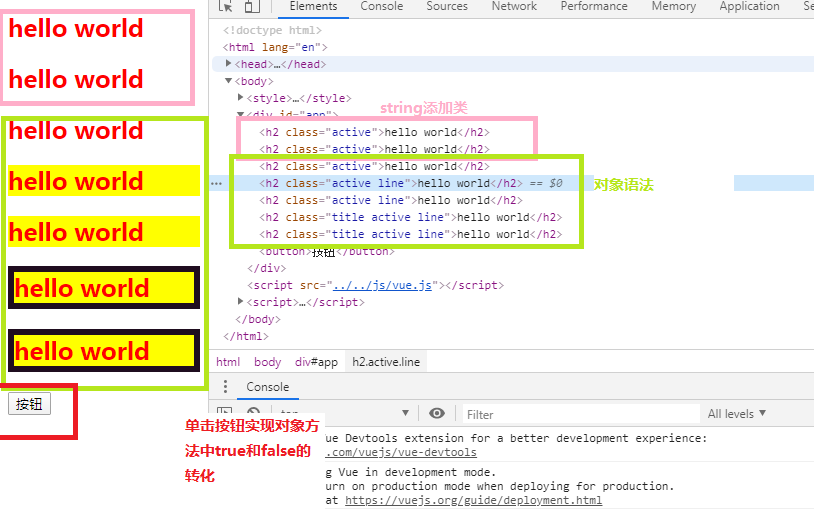 hello world
hello world
hello world
hello world
hello world
hello world
hello world
按钮
Elements Console Sources Network Performance Memory Application Security
<!doctype html>
<html lang="en">
<head>…</head>
<body>
<style>…</style>
<div id="app">
string添加类
<h2 class="active">hello world</h2>
<h2 class="active">hello world</h2>
<h2 class="active">hello world</h2>
<h2 class="active line">hello world</h2> == $0
对象语法
<h2 class="active line">hello world</h2>
<h2 class="title active line">hello world</h2>
<h2 class="title active line">hello world</h2>
<button>按钮</button>
</div>
<script src="../../js/vue.js"></script>
<script>…</script>
</body>
</html>
html body div#app h2.active.line
Console
top Filter All levels
单击按钮实现对象方
法中true和false的
转化
ue Devtools extension for a better development experience:
.com/vuejs/vue-devtools
g Vue in development mode.
urn on production mode when deploying for production.
at https://vuejs.org/guide/deployment.html